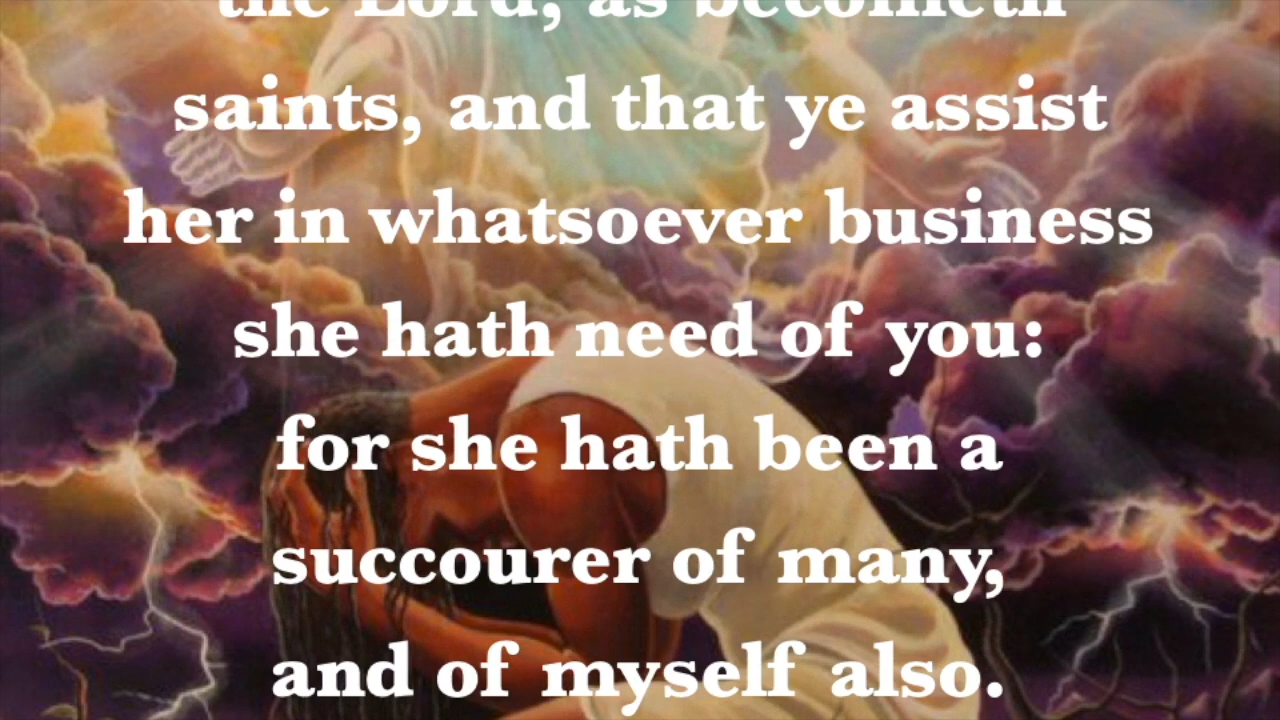 the Lord, as becometh
saints, and that ye assist
her in whatsoever business
she hath need of you:
for she hath been a
succourer of many,
and of myself also.